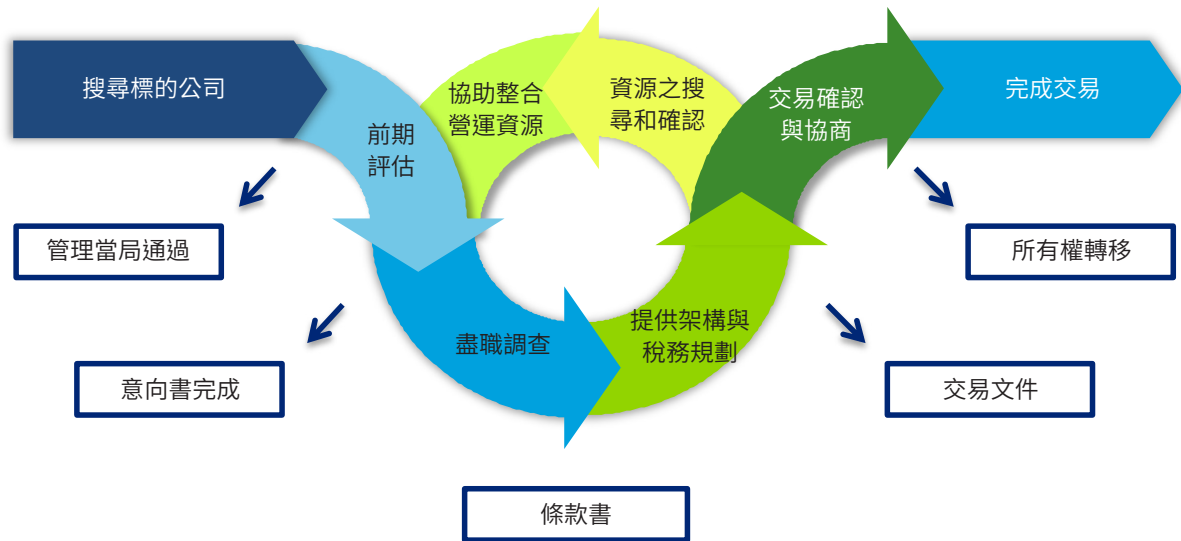 搜尋標的公司
前期
評估
協助整合
營運資源
資源之搜
尋和確認
交易確認
與協商
完成交易
管理當局通過
所有權轉移
盡職調查
提供架構與
稅務規劃
意向書完成
交易文件
條款書